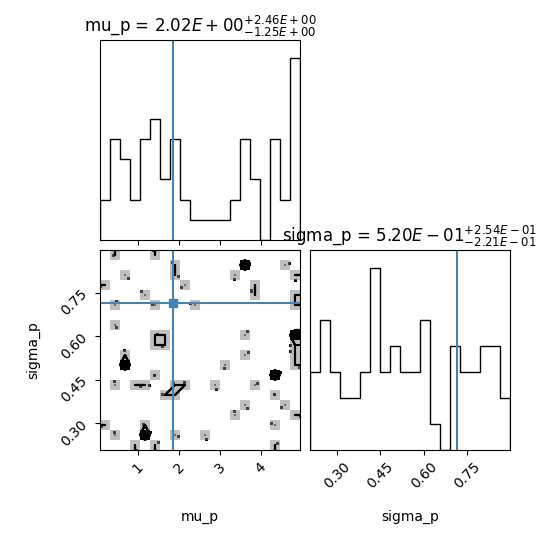 mu_p = 2.02E + 00+2.46E+00 −1.25E+00
sigma_p = 5.20E − 01+2.54E−01 −2.21E−01
sigma_p
0.75
0.60
0.45
0.30
1 2 3 4
mu_p
0.30 0.45 0.60 0.75
sigma_p